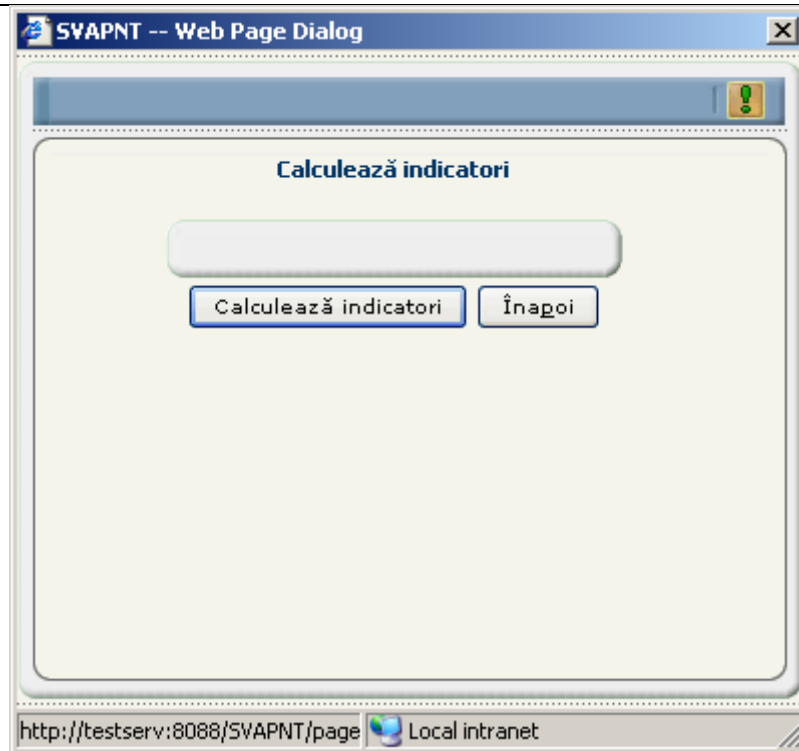 SVAPNT -- Web Page Dialog
Calculează indicatori
Calculează indicatori Înapoi
http://testserv:8088/SVAPNT/page Local intranet